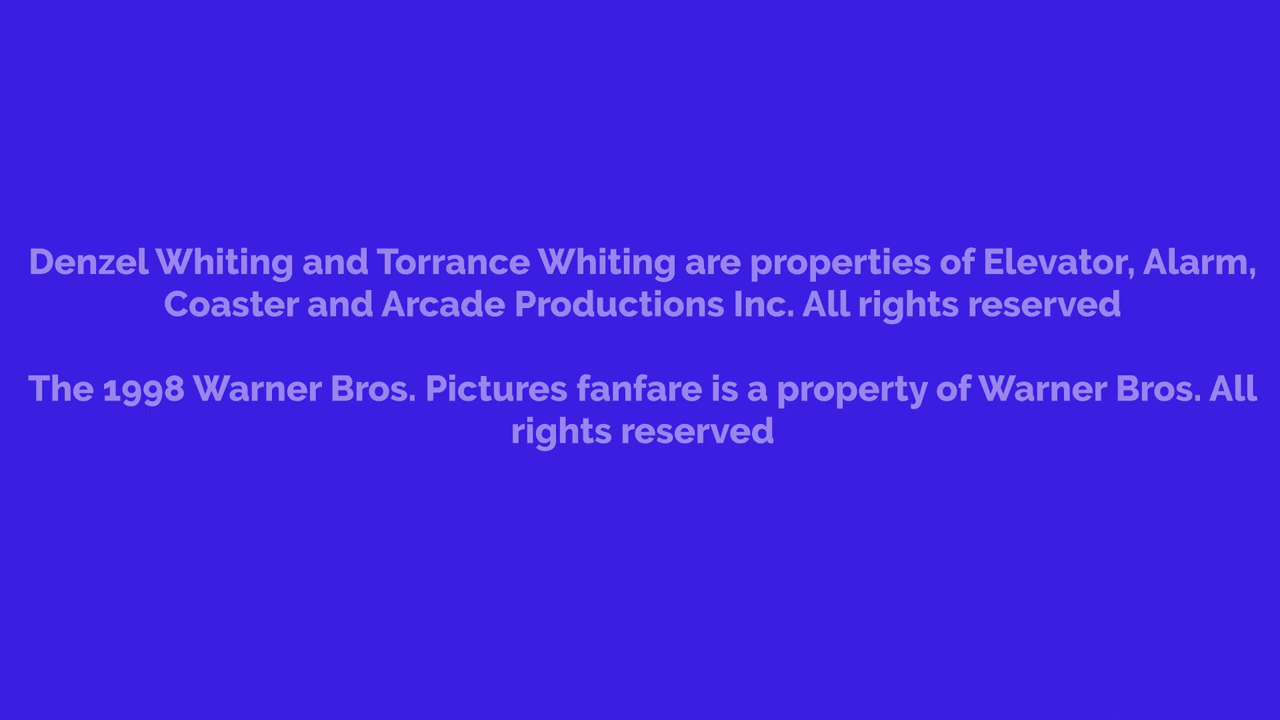 Denzel Whiting and Torrance Whiting are properties of Elevator, Alarm,
Coaster and Arcade Productions Inc. All rights reserved
The 1998 Warner Bros. Pictures fanfare is a property of Warner Bros. All
rights reserved